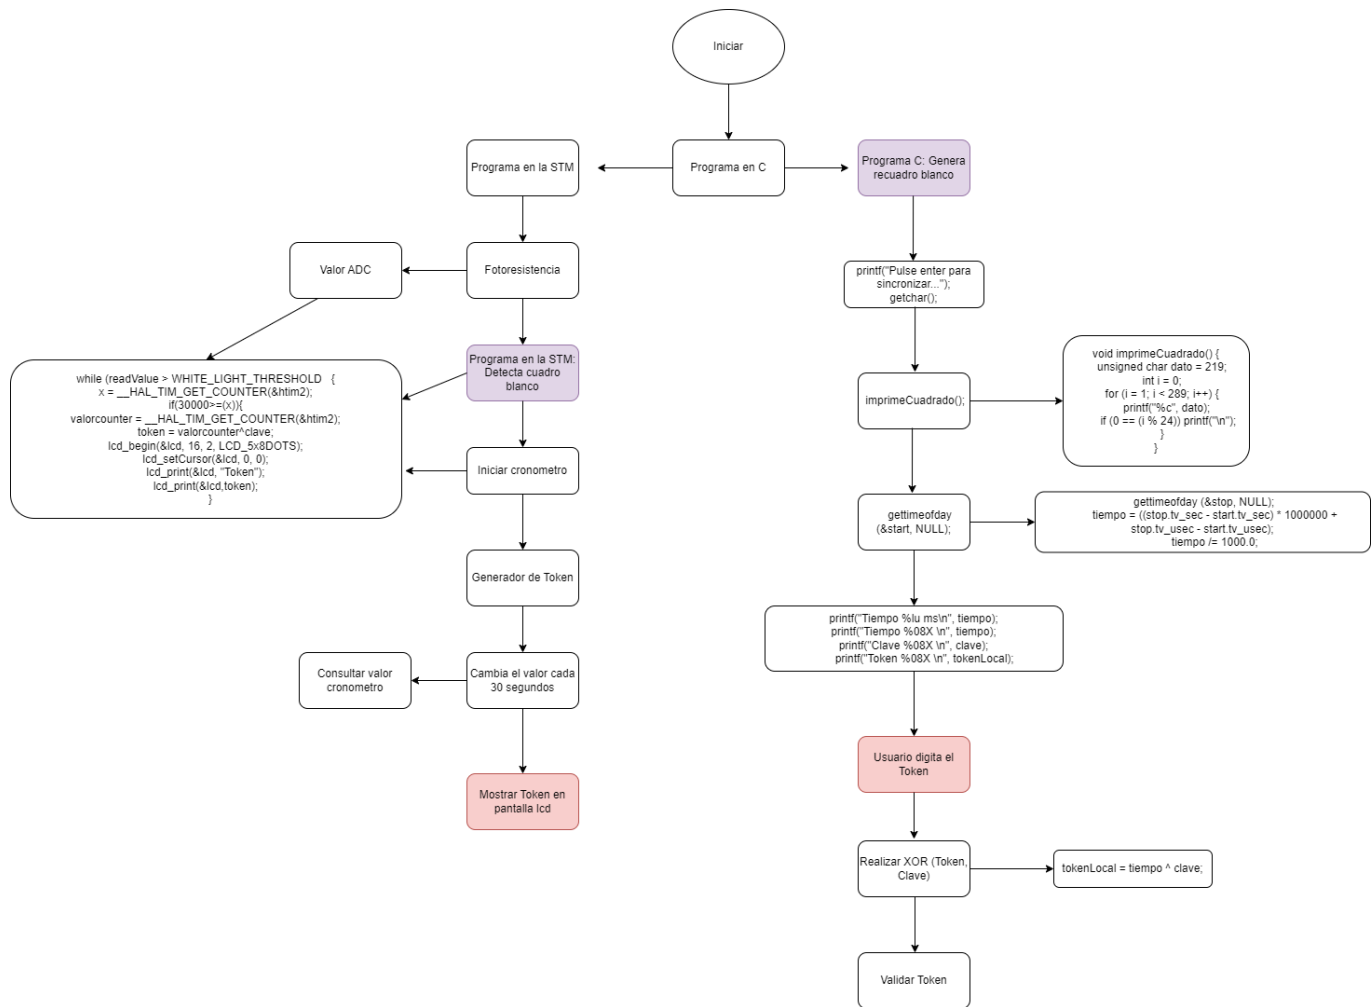 Iniciar
Programa en la STM
Programa en C
Programa C: Genera
recuadro blanco
Valor ADC
Fotoresistencia
printf("Pulse enter para
sincronizar...");
getchar();
while (readValue > WHITE_LIGHT_THRESHOLD   {
x = __HAL_TIM_GET_COUNTER(&htim2);
if(30000>=(x)){
valorcounter = __HAL_TIM_GET_COUNTER(&htim2);
token = valorcounter^clave;
lcd_begin(&lcd, 16, 2, LCD_5x8DOTS);
lcd_setCursor(&lcd, 0, 0);
lcd_print(&lcd, "Token");
lcd_print(&lcd,token);
}
Programa en la STM:
Detecta cuadro
blanco
imprimeCuadrado();
void imprimeCuadrado() {
unsigned char dato = 219;
int i = 0;
for (i = 1; i < 289; i++) {
printf("%c", dato);
if (0 == (i % 24)) printf("\n");
}
}
Iniciar cronometro
gettimeofday
(&start, NULL);
gettimeofday (&stop, NULL);
tiempo = ((stop.tv_sec - start.tv_sec) * 1000000 +
stop.tv_usec - start.tv_usec);
tiempo /= 1000.0;
Generador de Token
printf("Tiempo %lu ms\n", tiempo);
printf("Tiempo %08X \n", tiempo);
printf("Clave %08X \n", clave);
printf("Token %08X \n", tokenLocal);
Consultar valor
cronometro
Cambia el valor cada
30 segundos
Usuario digita el
Token
Mostrar Token en
pantalla lcd
Realizar XOR (Token,
Clave)
tokenLocal = tiempo ^ clave;
Validar Token